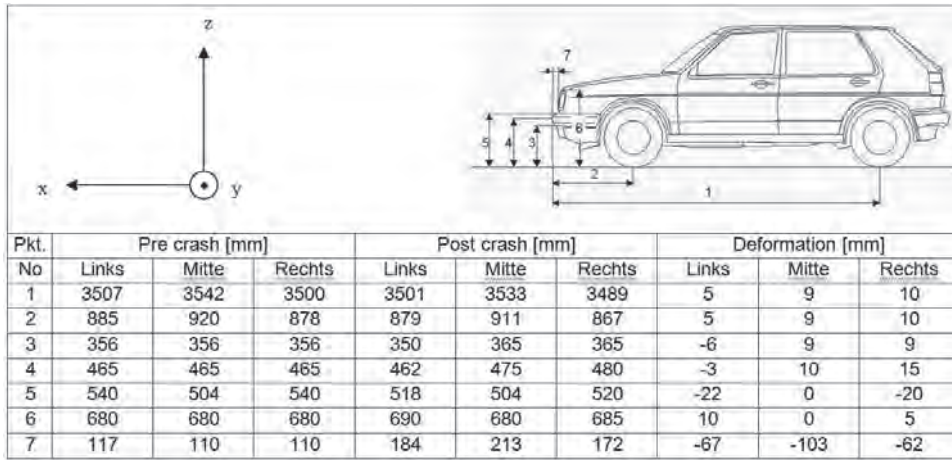 z
x
y
7
6
5
4
3
2
1
Pkt. Pre crash [mm] Post crash [mm] Deformation [mm]
No Links Mitte Rechts Links Mitte Rechts Links Mitte Rechts
1 3507 3542 3500 3501 3533 3489 5 9 10
2 885 920 878 879 911 867 5 9 10
3 356 356 356 350 365 365 -6 9 9
4 465 465 465 462 475 480 -3 10 15
5 540 504 540 518 504 520 -22 0 -20
6 680 680 680 690 680 685 10 0 5
7 117 110 110 184 213 172 -67 -103 -62